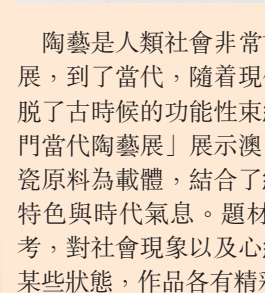 陶藝是人類社會非常
展，到了當代，隨着現
脫了古時候的功能性束
門當代陶藝展」展示澳
瓷原料為載體，結合了
特色與時代氣息。題材
考，對社會現象以及心
某些狀態，作品各有精